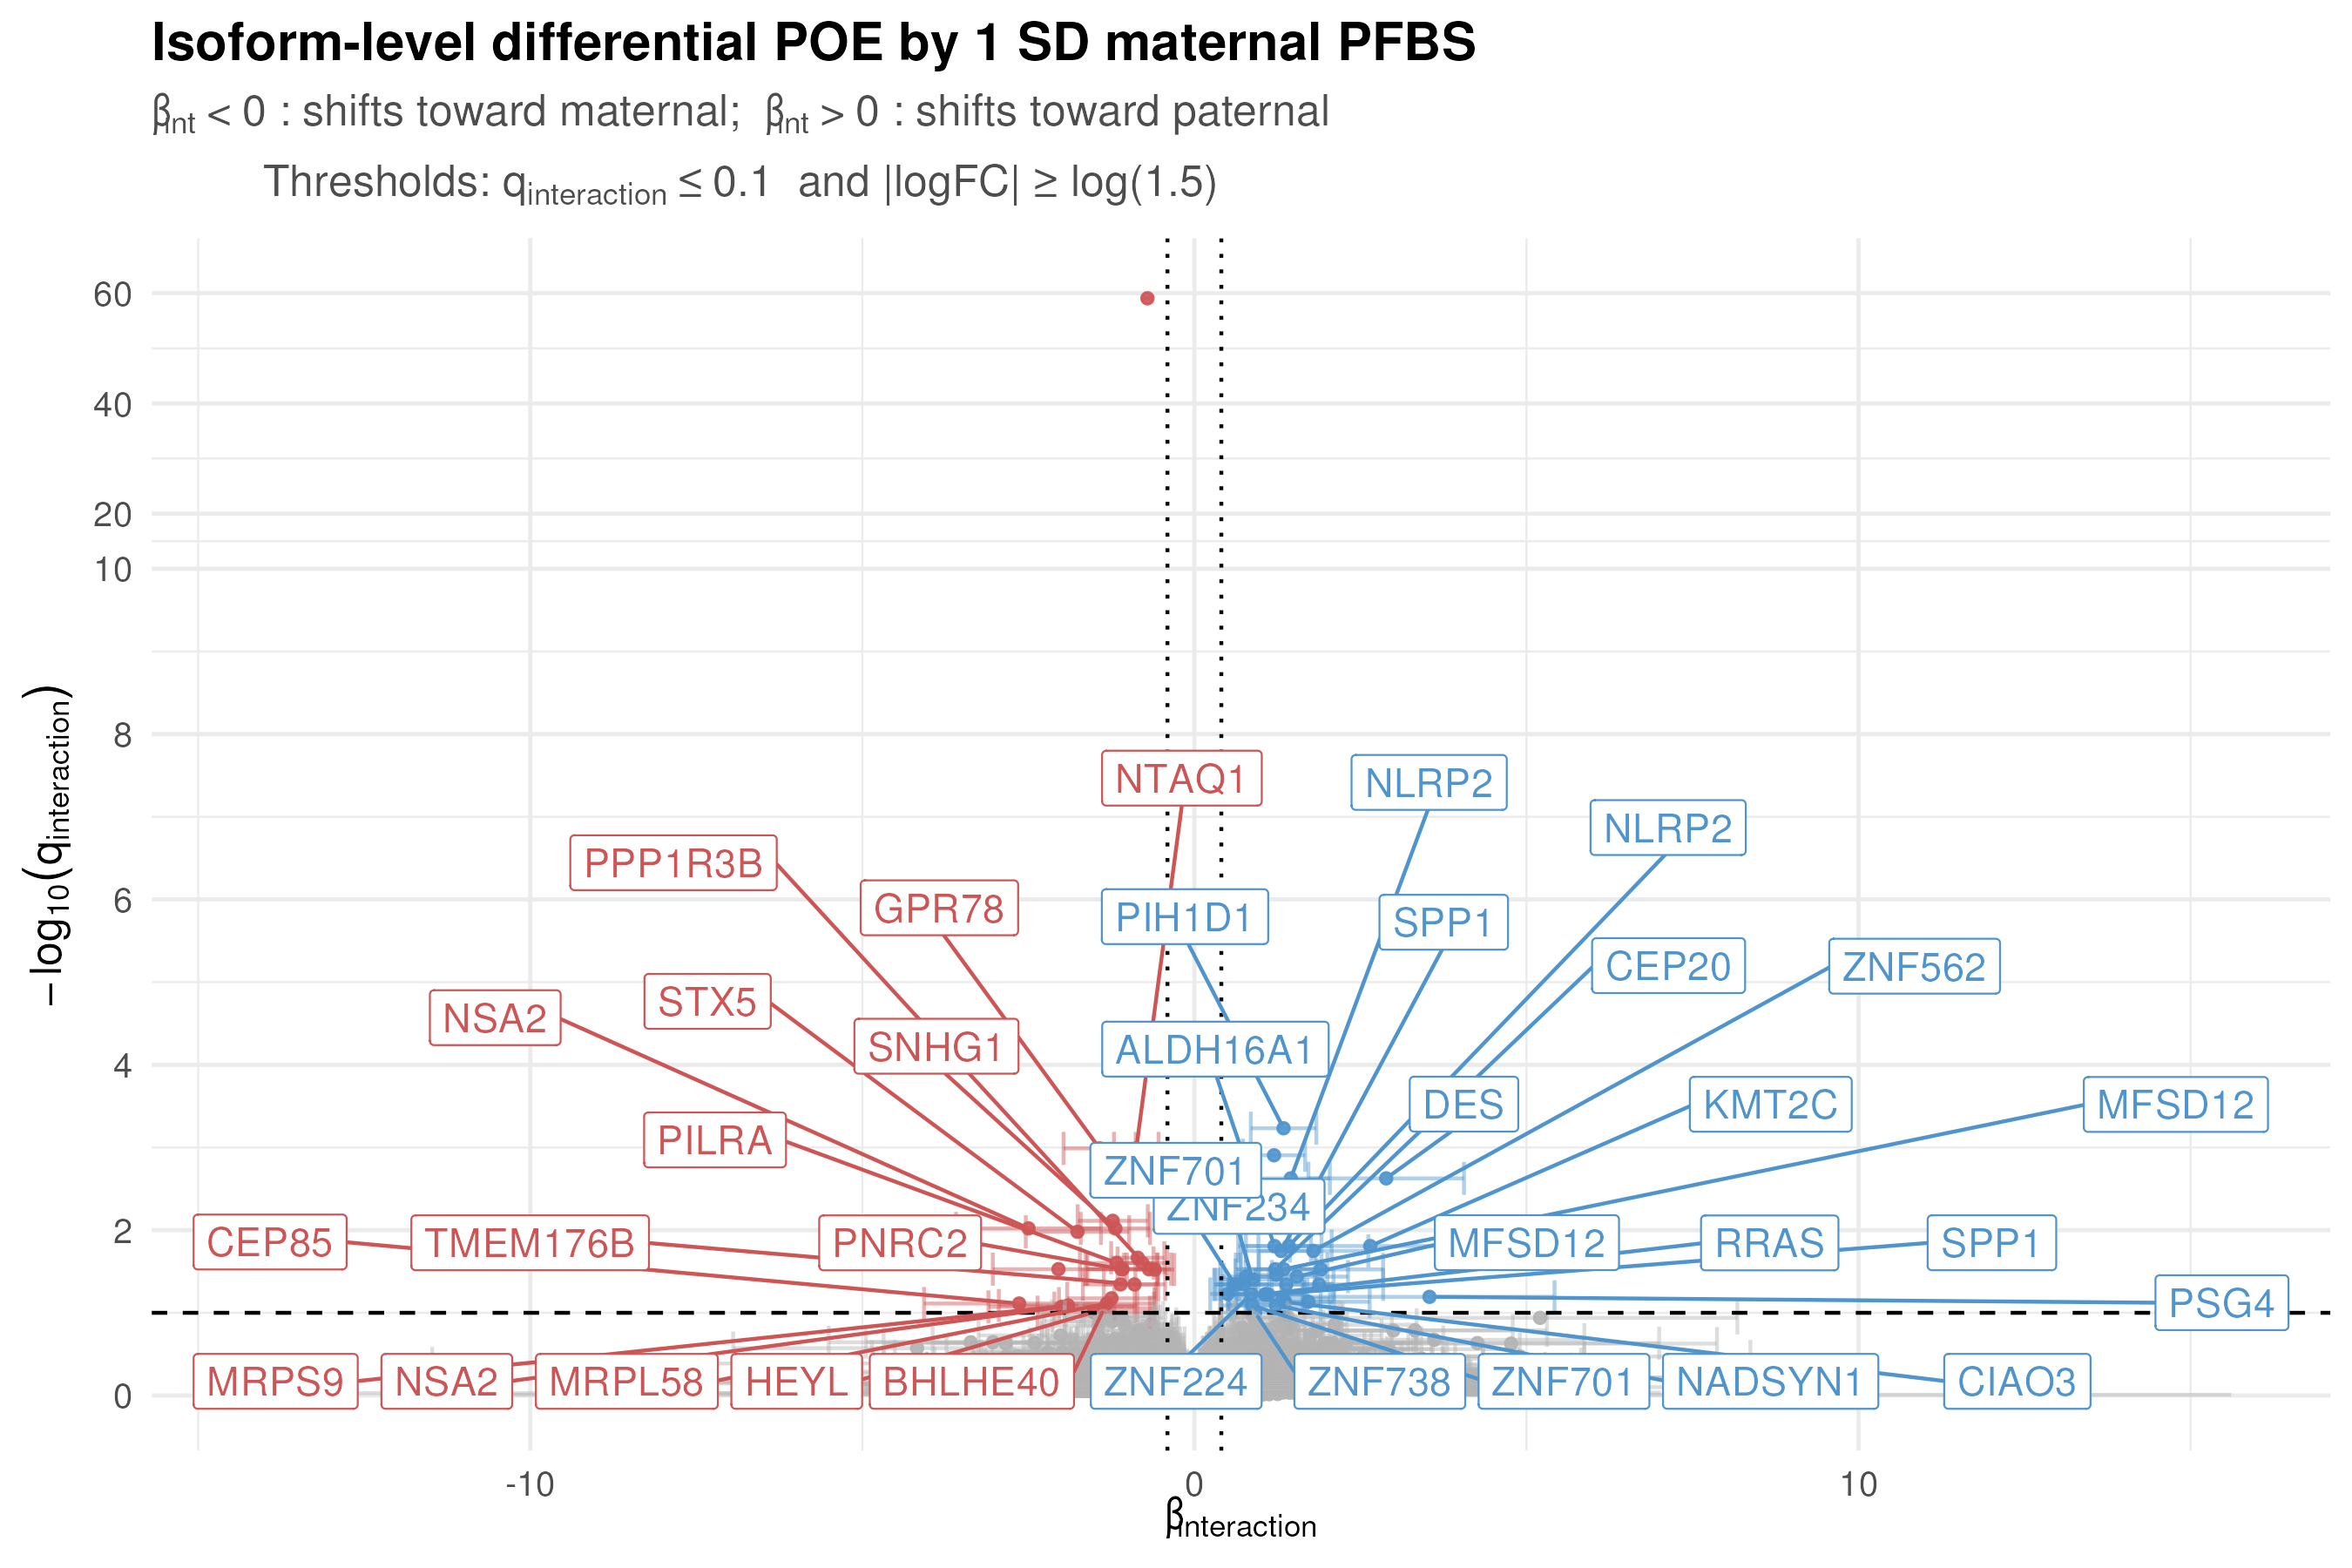 Isoform-level differential POE by 1 SD maternal PFBS
βint < 0 : shifts toward maternal; βint > 0 : shifts toward paternal
Thresholds: qinteraction ≤ 0.1 and |logFC| ≥ log(1.5)
−log10(qinteraction)
60
40
20
10
8
6
4
2
0
NTAQ1
NLRP2
NLRP2
PPP1R3B
GPR78
PIH1D1
SPP1
CEP20
ZNF562
NSA2
STX5
SNHG1
ALDH16A1
DES
KMT2C
MFSD12
PILRA
ZNF701
ZNF234
CEP85
TMEM176B
PNRC2
MFSD12
RRAS
SPP1
PSG4
MRPS9
NSA2
MRPL58
HEYL
BHLHE40
ZNF224
ZNF738
ZNF701
NADSYN1
CIAO3
-10
0
10
βinteraction